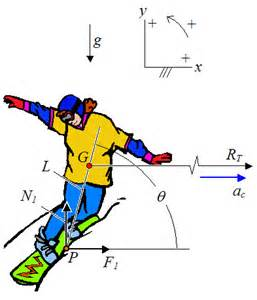 y
g
+
+
+
x
G
L
R_T
N_1
a_c
θ
P
F_1